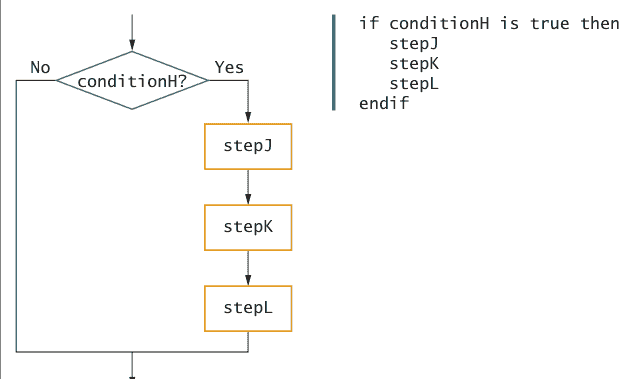 No
conditionH?
Yes
stepJ
stepK
stepL
if conditionH is true then
   stepJ
   stepK
   stepL
endif